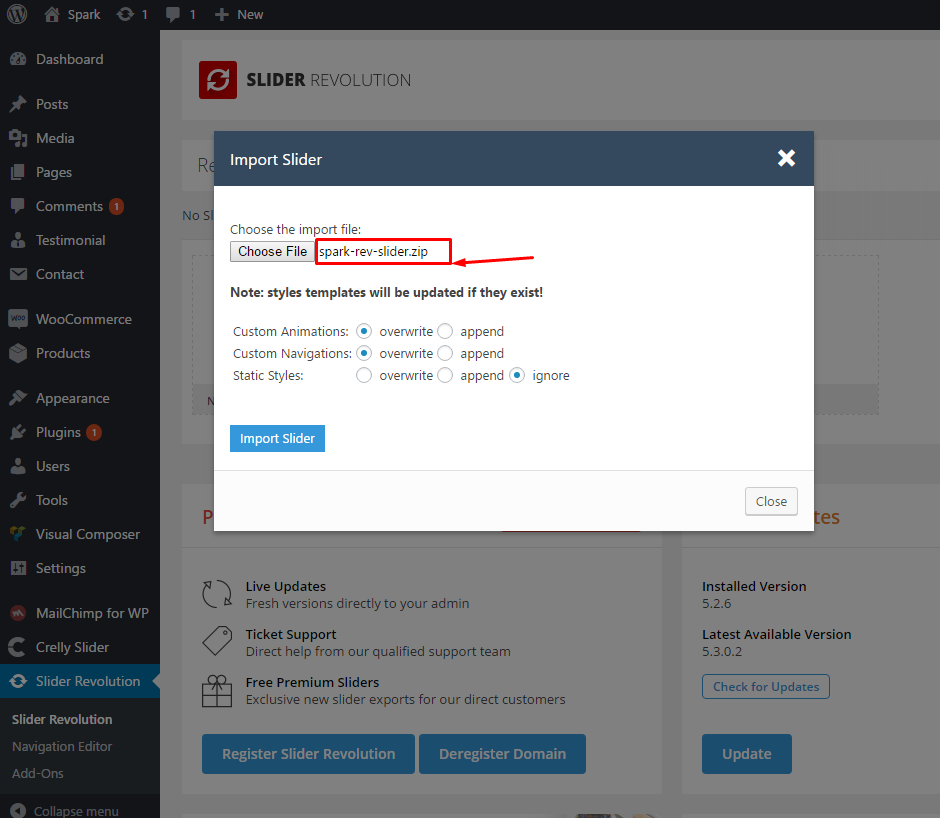 Spark 1 1 New
Dashboard
Posts
Media
Pages
Comments 1
Testimonial
Contact
WooCommerce
Products
Appearance
Plugins 1
Users
Tools
Visual Composer
Settings
MailChimp for WP
Crelly Slider
Slider Revolution
Slider Revolution
Navigation Editor
Add-Ons
Collapse menu
SLIDER REVOLUTION
Re
No Sl
N
Import Slider
Choose the import file:
Choose File spark-rev-slider.zip
Note: styles templates will be updated if they exist!
Custom Animations: overwrite append
Custom Navigations: overwrite append
Static Styles: overwrite append ignore
Import Slider
Close
P
tes
Live Updates
Fresh versions directly to your admin
Ticket Support
Direct help from our qualified support team
Free Premium Sliders
Exclusive new slider exports for our direct customers
Register Slider Revolution
Deregister Domain
Installed Version
5.2.6
Latest Available Version
5.3.0.2
Check for Updates
Update